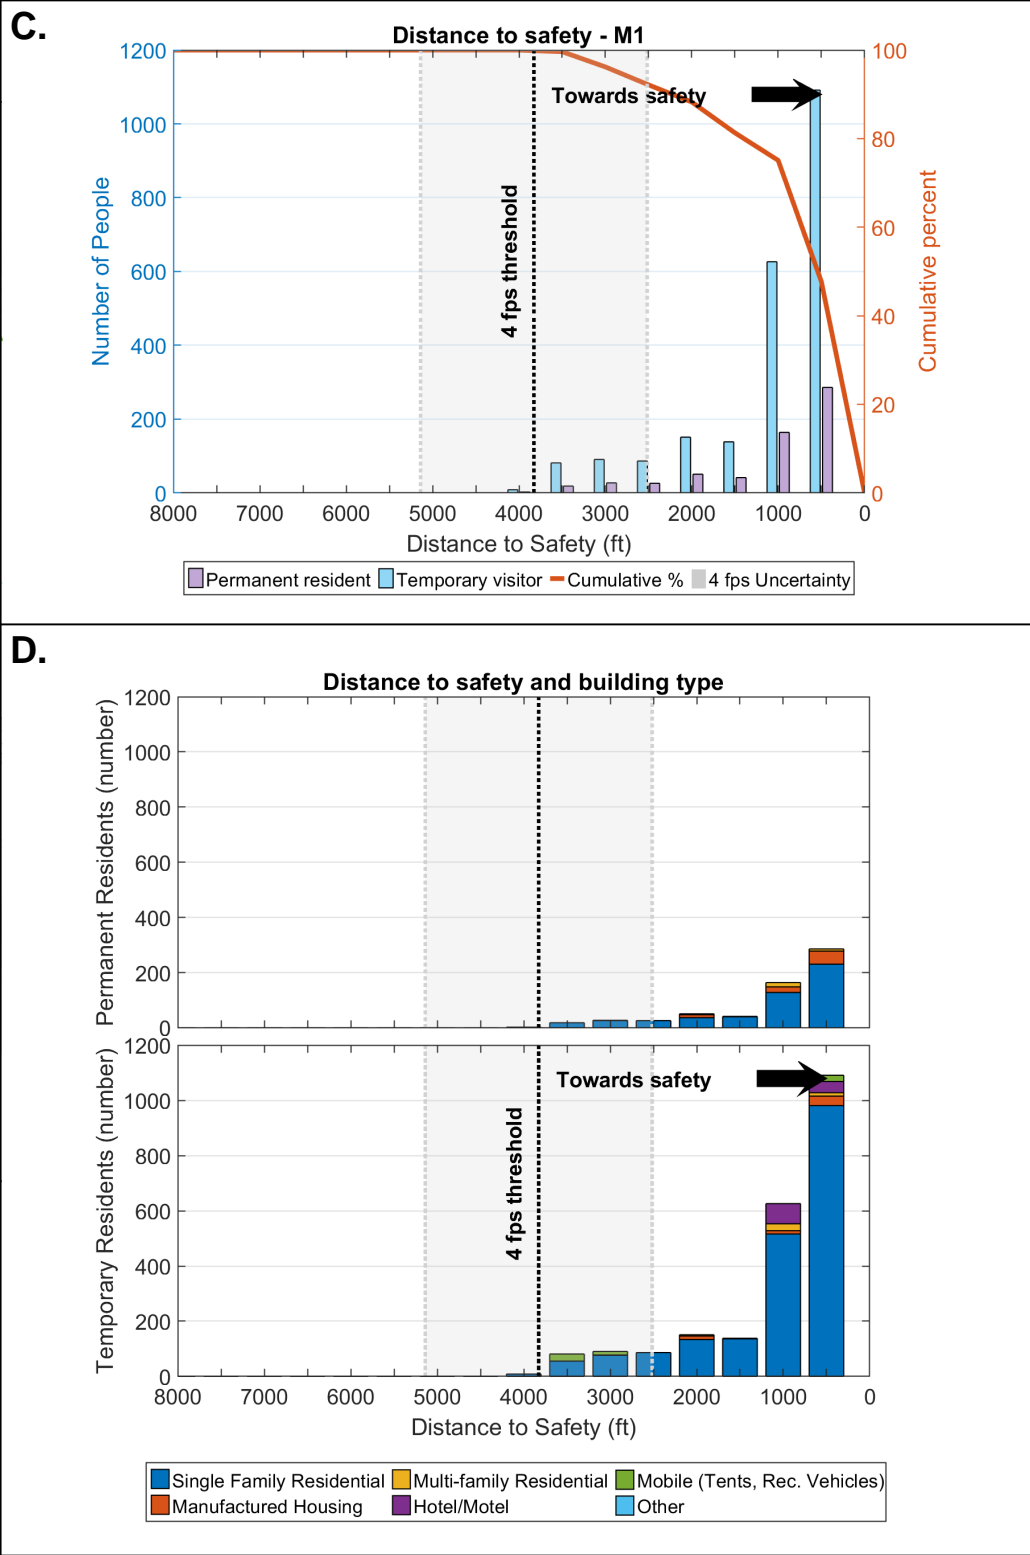 C.
Distance to safety - M1
1200
1000
800
600
400
200
0
Number of People
100
80
60
40
20
0
Cumulative percent
Towards safety
4 fps threshold
8000 7000 6000 5000 4000 3000 2000 1000 0
Distance to Safety (ft)
Permanent resident Temporary visitor Cumulative % 4 fps Uncertainty
D.
Distance to safety and building type
1200
1000
800
600
400
200
0
Permanent Residents (number)
1200
1000
800
600
400
200
0
Temporary Residents (number)
Towards safety
4 fps threshold
8000 7000 6000 5000 4000 3000 2000 1000 0
Distance to Safety (ft)
Single Family Residential Multi-family Residential Mobile (Tents, Rec. Vehicles)
Manufactured Housing Hotel/Motel Other